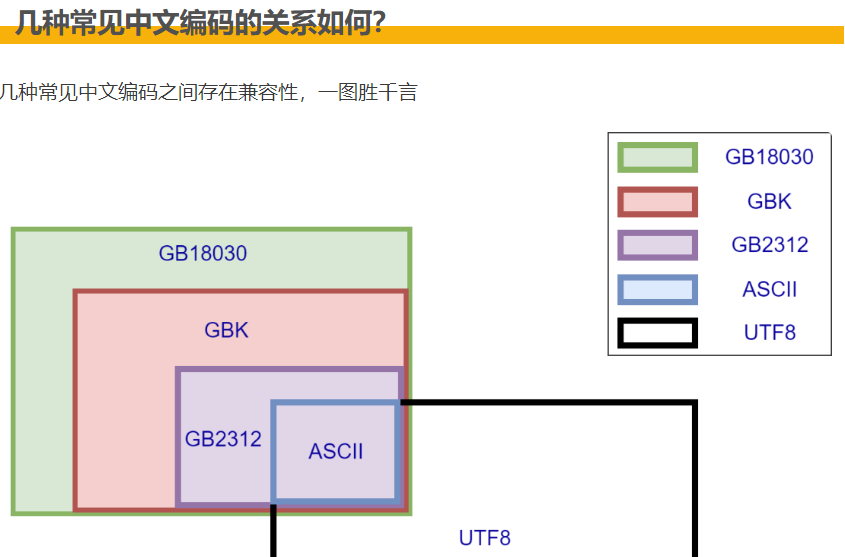 几种常见中文编码的关系如何?
几种常见中文编码之间存在兼容性，一图胜千言
GB18030
GBK
GB2312
ASCII
UTF8
GB18030
GBK
GB2312
ASCII
UTF8